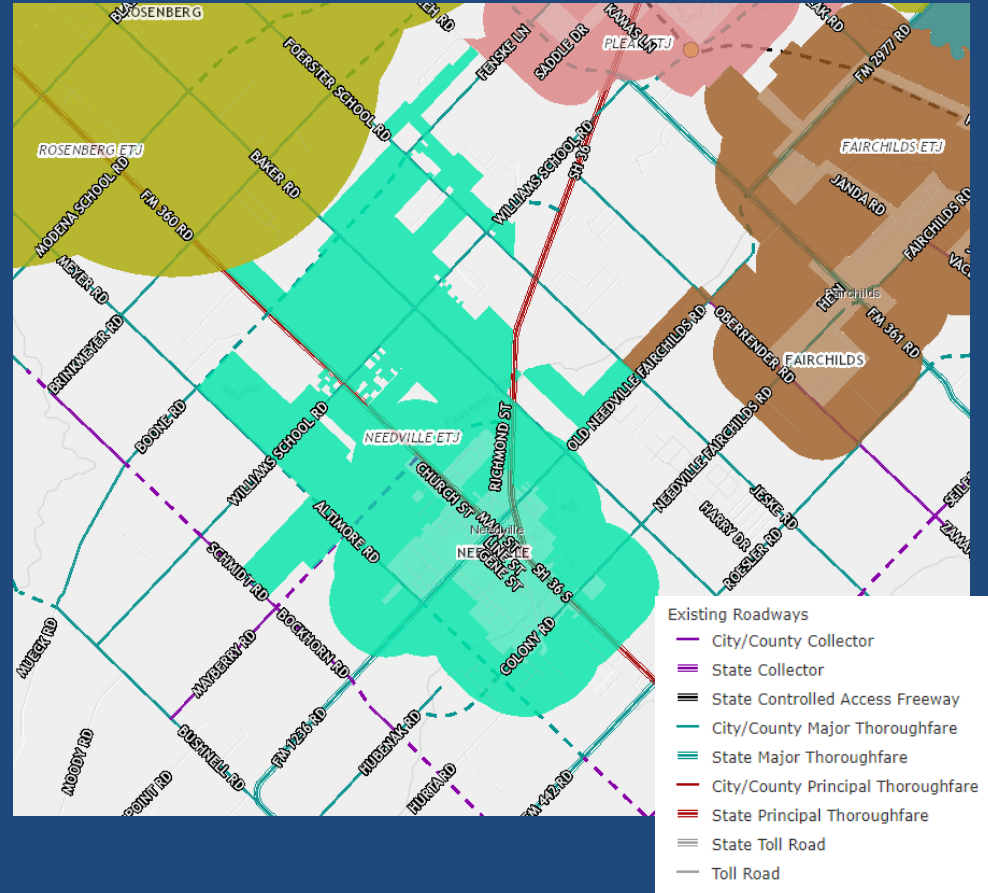 ROSENBERG
FENSKE LN
SADDLE DR
KAMAS LN
PLEAK ETJ
FM 2977 RD
FOERSTER SCHOOL RD
ROSENBERG ETJ
MODENA SCHOOL RD
BAKER RD
FM 360 RD
WILLIAMS SCHOOL RD
SH 36
FAIRCHILDS ETJ
JANDA RD
FAIRCHILDS RD
MEYER RD
BRINKMEYER RD
Fairchilds
FM 361 RD
OBERRENDER RD
FAIRCHILDS
OLD NEEDVILLE FAIRCHILDS RD
BOONE RD
WILLIAMS SCHOOL RD
NEEDVILLE ETJ
RICHMOND ST
NEEDVILLE FAIRCHILDS RD
CHURCH ST
Needville
NEEDVILLE
GENE ST
SH 36 S
ALTIMORE RD
HARRY DR
JESKE RD
ROESLER RD
SCHMIDT RD
BOCKHORN RD
COLONY RD
MUECK RD
MAYBERRY RD
MOODY RD
BUSHNELL RD
FM 1236 RD
HUBENAK RD
HURTA RD
POINT RD
FM 442 RD
Existing Roadways
City/County Collector
State Collector
State Controlled Access Freeway
City/County Major Thoroughfare
State Major Thoroughfare
City/County Principal Thoroughfare
State Principal Thoroughfare
State Toll Road
Toll Road